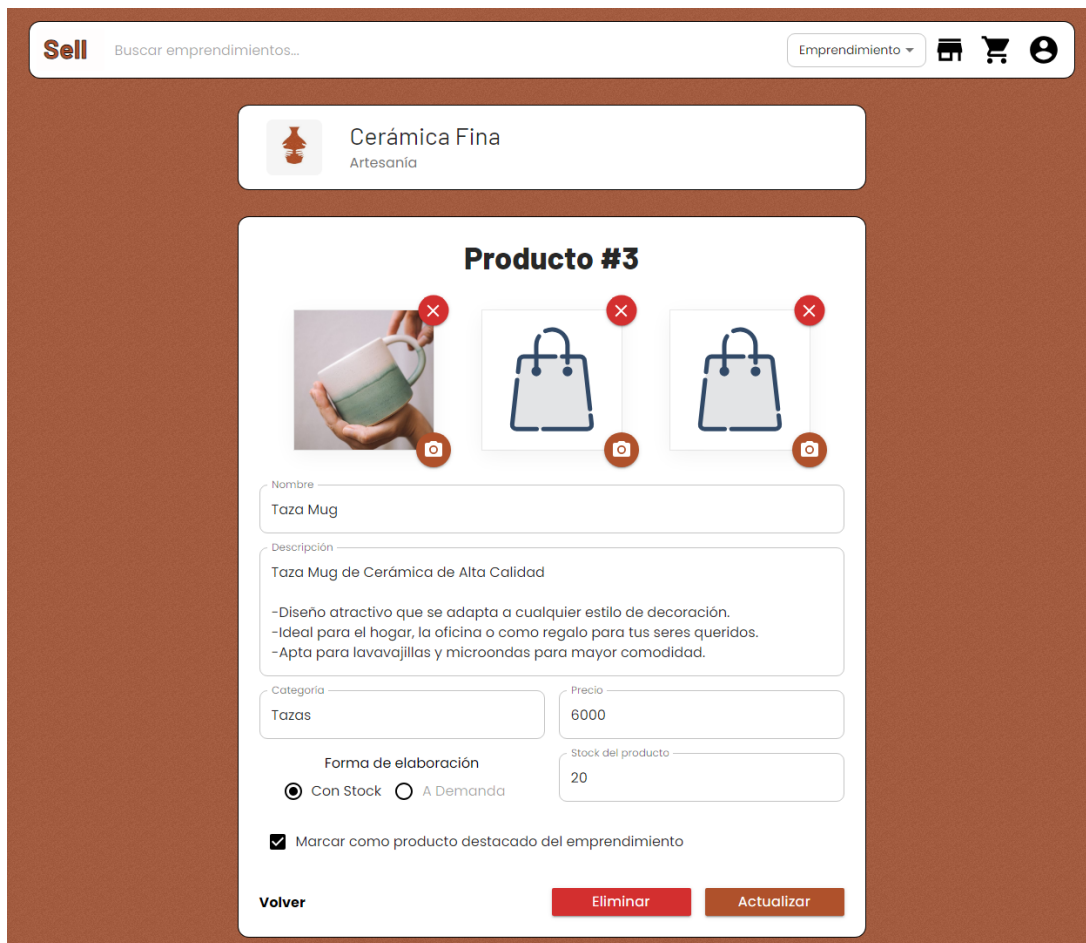 Sell
Buscar emprendimientos...
Emprendimiento
Cerámica Fina
Artesanía
Producto #3
Nombre
Taza Mug
Descripción
Taza Mug de Cerámica de Alta Calidad
-Diseño atractivo que se adapta a cualquier estilo de decoración.
-Ideal para el hogar, la oficina o como regalo para tus seres queridos.
-Apta para lavavajillas y microondas para mayor comodidad.
Categoría
Tazas
Precio
6000
Forma de elaboración
Con Stock
A Demanda
Stock del producto
20
Marcar como producto destacado del emprendimiento
Volver
Eliminar
Actualizar